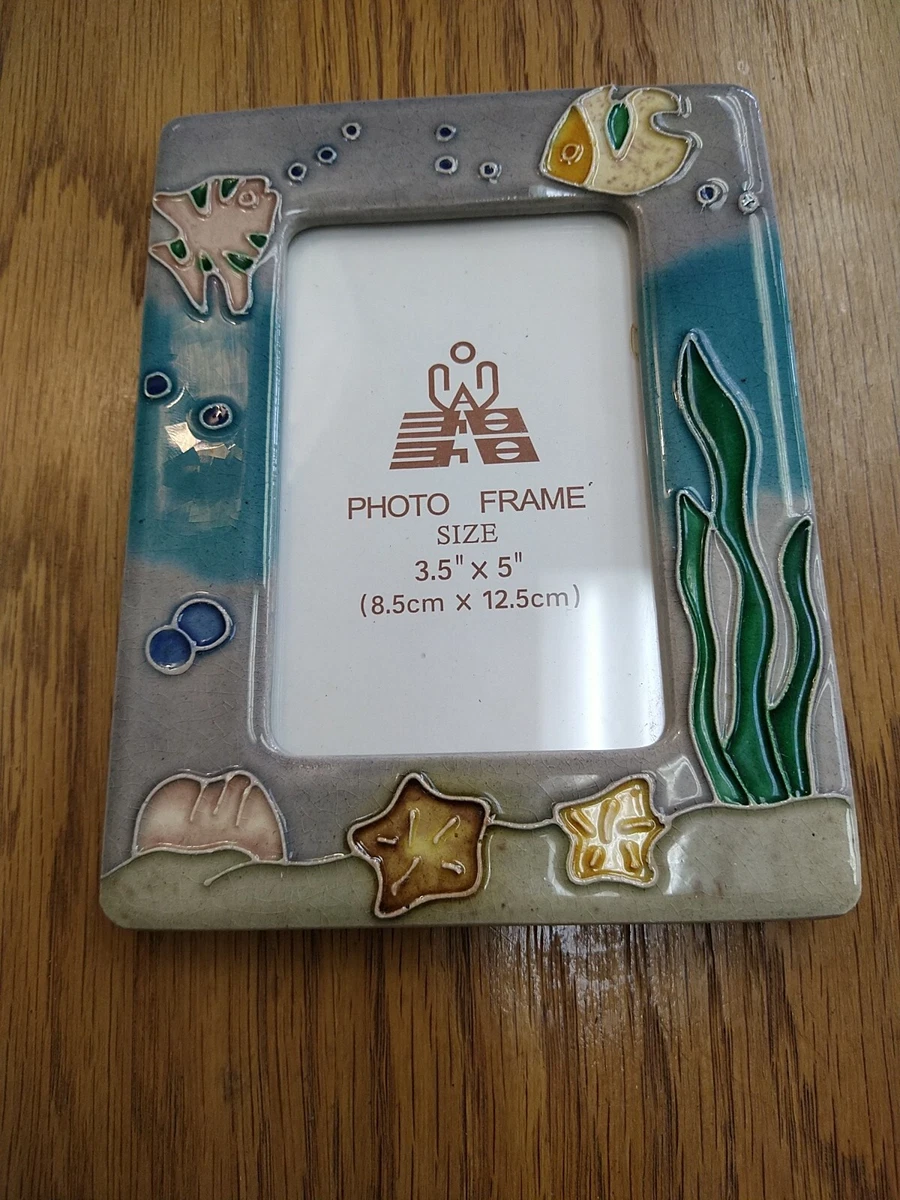 PHOTO FRAME´
SIZE
3.5" X 5"
(8.5cm X 12.5cm)